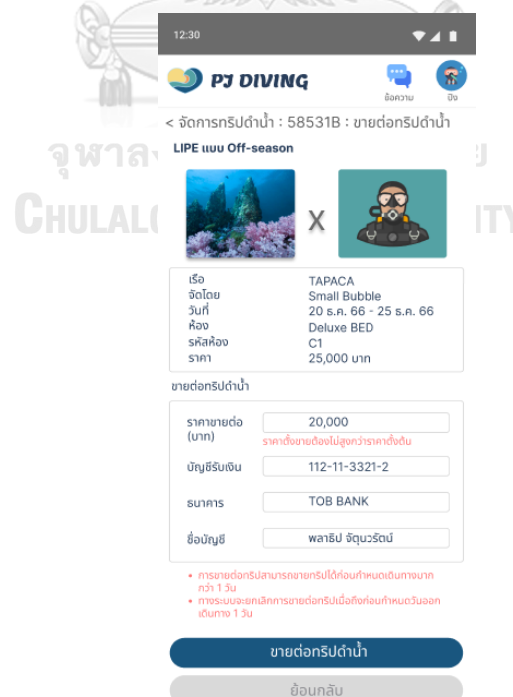 12:30
PJ DIVING
ข้อความ
ปิง
< จัดการทริปดำน้ำ : 58531B : ขายต่อทริปดำน้ำ
LIPE แบบ Off-season
จุฬาลง
ย
CHULALO
ITY
X
เรือ TAPACA
จัดโดย Small Bubble
วันที่ 20 ธ.ค. 66 - 25 ธ.ค. 66
ห้อง Deluxe BED
รหัสห้อง C1
ราคา 25,000 บาท
ขายต่อทริปดำน้ำ
ราคาขายต่อ 20,000
(บาท) ราคาตั้งขายต้องไม่สูงกว่าราคาตั้งต้น
บัญชีรับเงิน 112-11-3321-2
ธนาคาร TOB BANK
ชื่อบัญชี พลาธิป จัตุนวรัตน์
• การขายต่อทริปสามารถขายทริปได้ก่อนกำหนดเดินทางมาก
กว่า 1 วัน
• ทางระบบจะยกเลิกการขายต่อทริปเมื่อถึงก่อนกำหนดวันออก
เดินทาง 1 วัน
ขายต่อทริปดำน้ำ
ย้อนกลับ